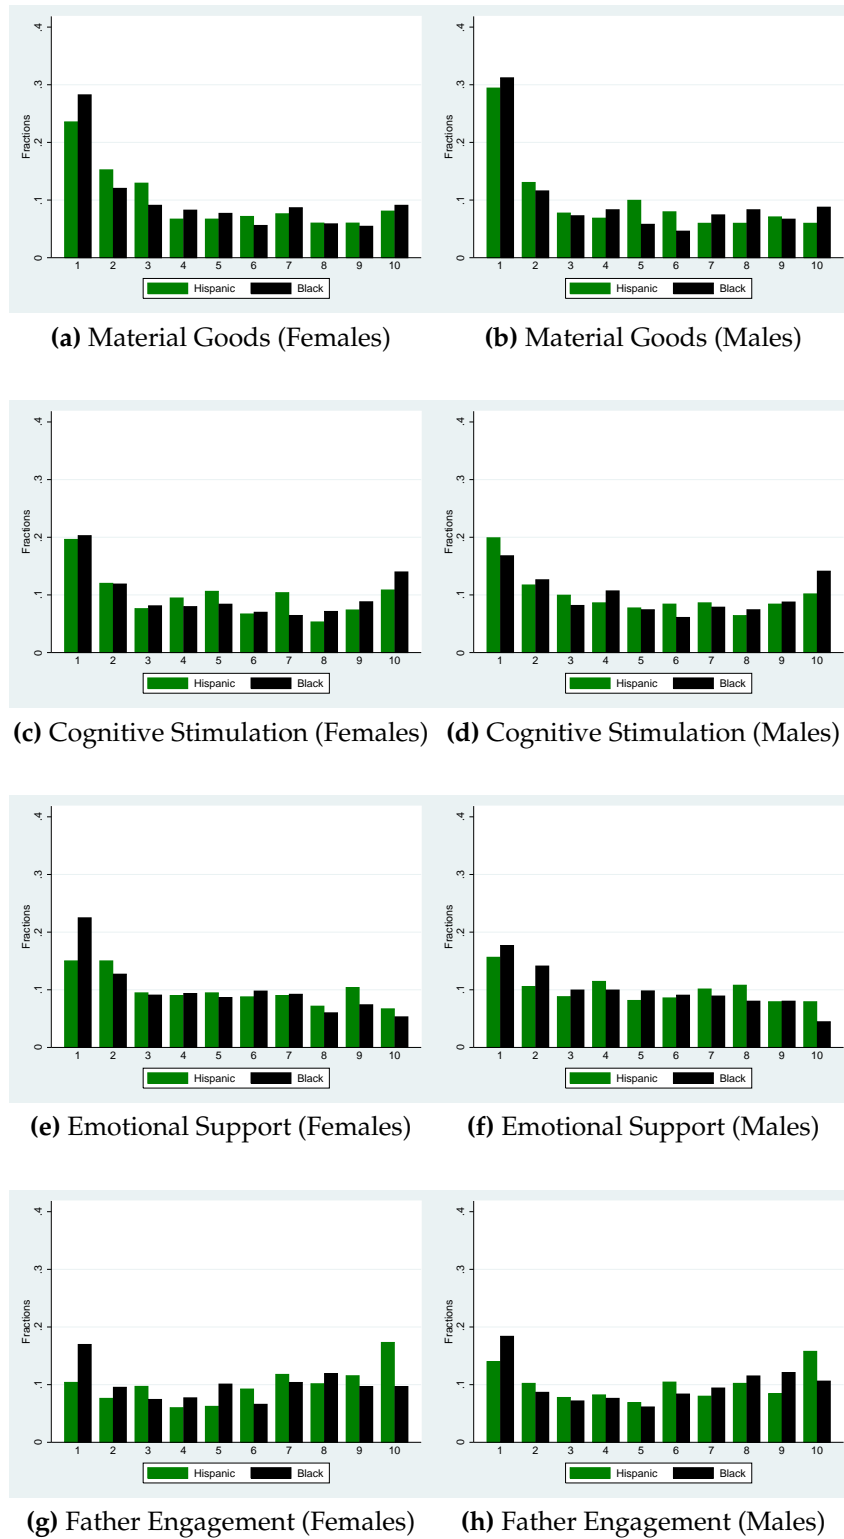 .4 .4
.3 .3
Fractions .2 Fractions .2
.1 .1
0 0
1 2 3 4 5 6 7 8 9 10 1 2 3 4 5 6 7 8 9 10
Hispanic Black Hispanic Black
(a) Material Goods (Females) (b) Material Goods (Males)
.4 .4
.3 .3
Fractions .2 Fractions .2
.1 .1
0 0
1 2 3 4 5 6 7 8 9 10 1 2 3 4 5 6 7 8 9 10
Hispanic Black Hispanic Black
(c) Cognitive Stimulation (Females) (d) Cognitive Stimulation (Males)
.4 .4
.3 .3
Fractions .2 Fractions .2
.1 .1
0 0
1 2 3 4 5 6 7 8 9 10 1 2 3 4 5 6 7 8 9 10
Hispanic Black Hispanic Black
(e) Emotional Support (Females) (f) Emotional Support (Males)
.4 .4
.3 .3
Fractions .2 Fractions .2
.1 .1
0 0
1 2 3 4 5 6 7 8 9 10 1 2 3 4 5 6 7 8 9 10
Hispanic Black Hispanic Black
(g) Father Engagement (Females) (h) Father Engagement (Males)